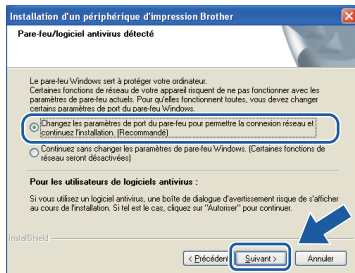 Installation d'un périphérique d'impression Brother
Pare-feu/logiciel antivirus détecté
Le pare-feu Windows sert à protéger votre ordinateur.
Certaines fonctions de réseau de votre appareil risquent de ne pas fonctionner avec les
paramètres de pare-feu actuels. Pour qu'elles fonctionnent toutes, vous devez changer
certains paramètres de port du pare-feu Windows.
Changez les paramètres de port du pare-feu pour permettre la connexion réseau et
continuez l'installation. (Recommandé)
Continuez sans changer les paramètres du pare-feu Windows. (Certaines fonctions de
réseau seront désactivées)
Pour les utilisateurs de logiciels antivirus :
Si vous utilisez un logiciel antivirus, une boîte de dialogue d'avertissement risque de s'afficher
au cours de l'installation. Si tel est le cas, cliquez sur "Autoriser" pour continuer.
InstallShield
< Précédent Suivant > Annuler